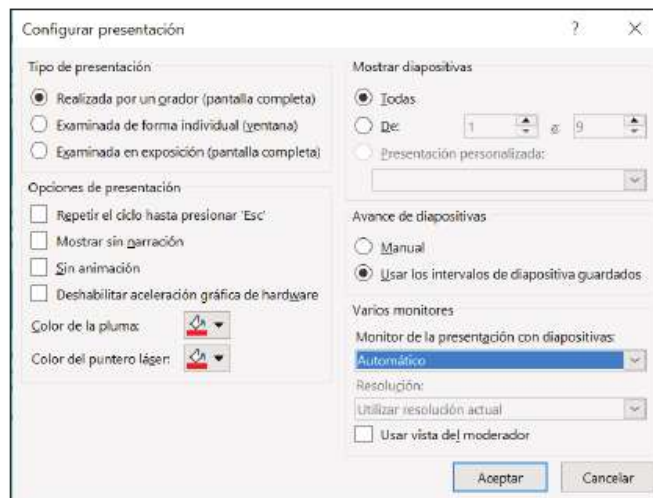 Configurar presentación
Tipo de presentación
Realizada por un orador (pantalla completa)
Examinada de forma individual (ventana)
Examinada en exposición (pantalla completa)
Opciones de presentación
Repetir el ciclo hasta presionar 'Esc'
Mostrar sin narración
Sin animación
Deshabilitar aceleración gráfica de hardware
Color de la pluma:
Color del puntero láser:
Mostrar diapositivas
Todas
De: 1 a: 9
Presentación personalizada:
Avance de diapositivas
Manual
Usar los intervalos de diapositiva guardados
Varios monitores
Monitor de la presentación con diapositivas:
Automático
Resolución:
Utilizar resolución actual
Usar vista del moderador
Aceptar Cancelar